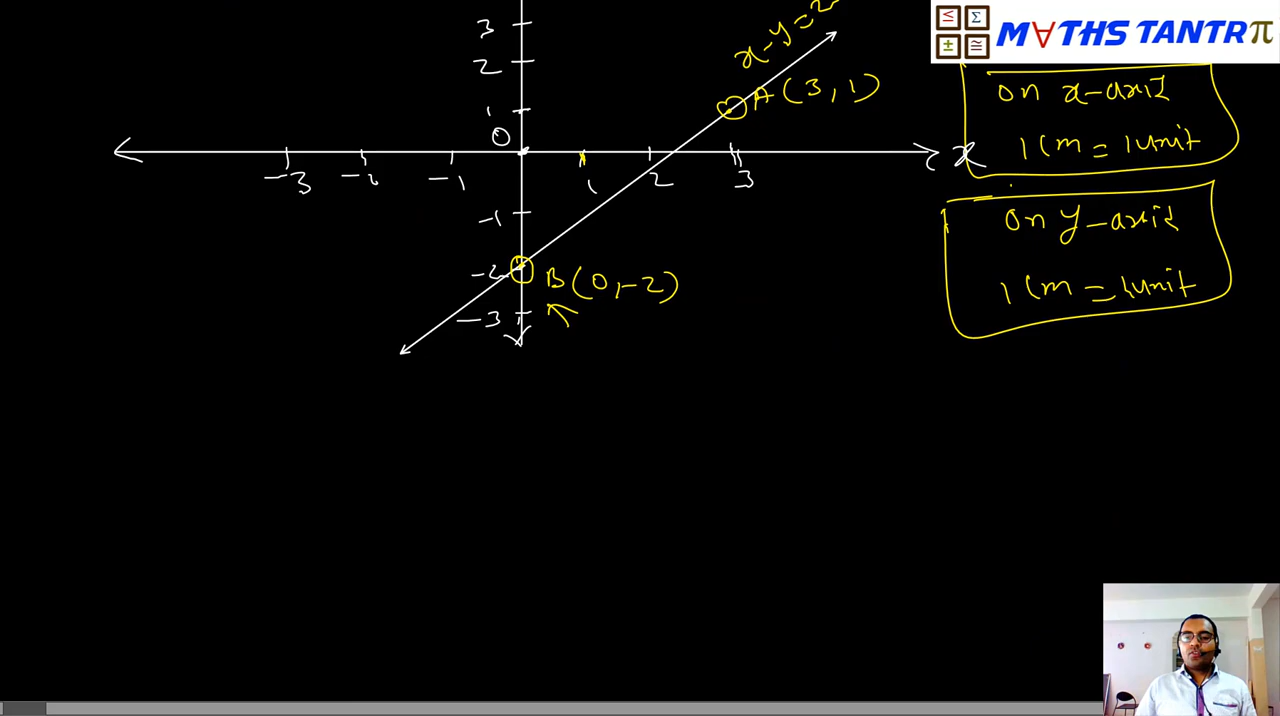 ≤ Σ ± ≅ M∀THS TANTRπ
3
x-y=2
2
A(3,1)
on x-axis
1
0
1cm = 1unit
x
-3 -2 -1 1 2 3
-1
on y-axis
-2
B(0,-2)
1cm = 1unit
-3